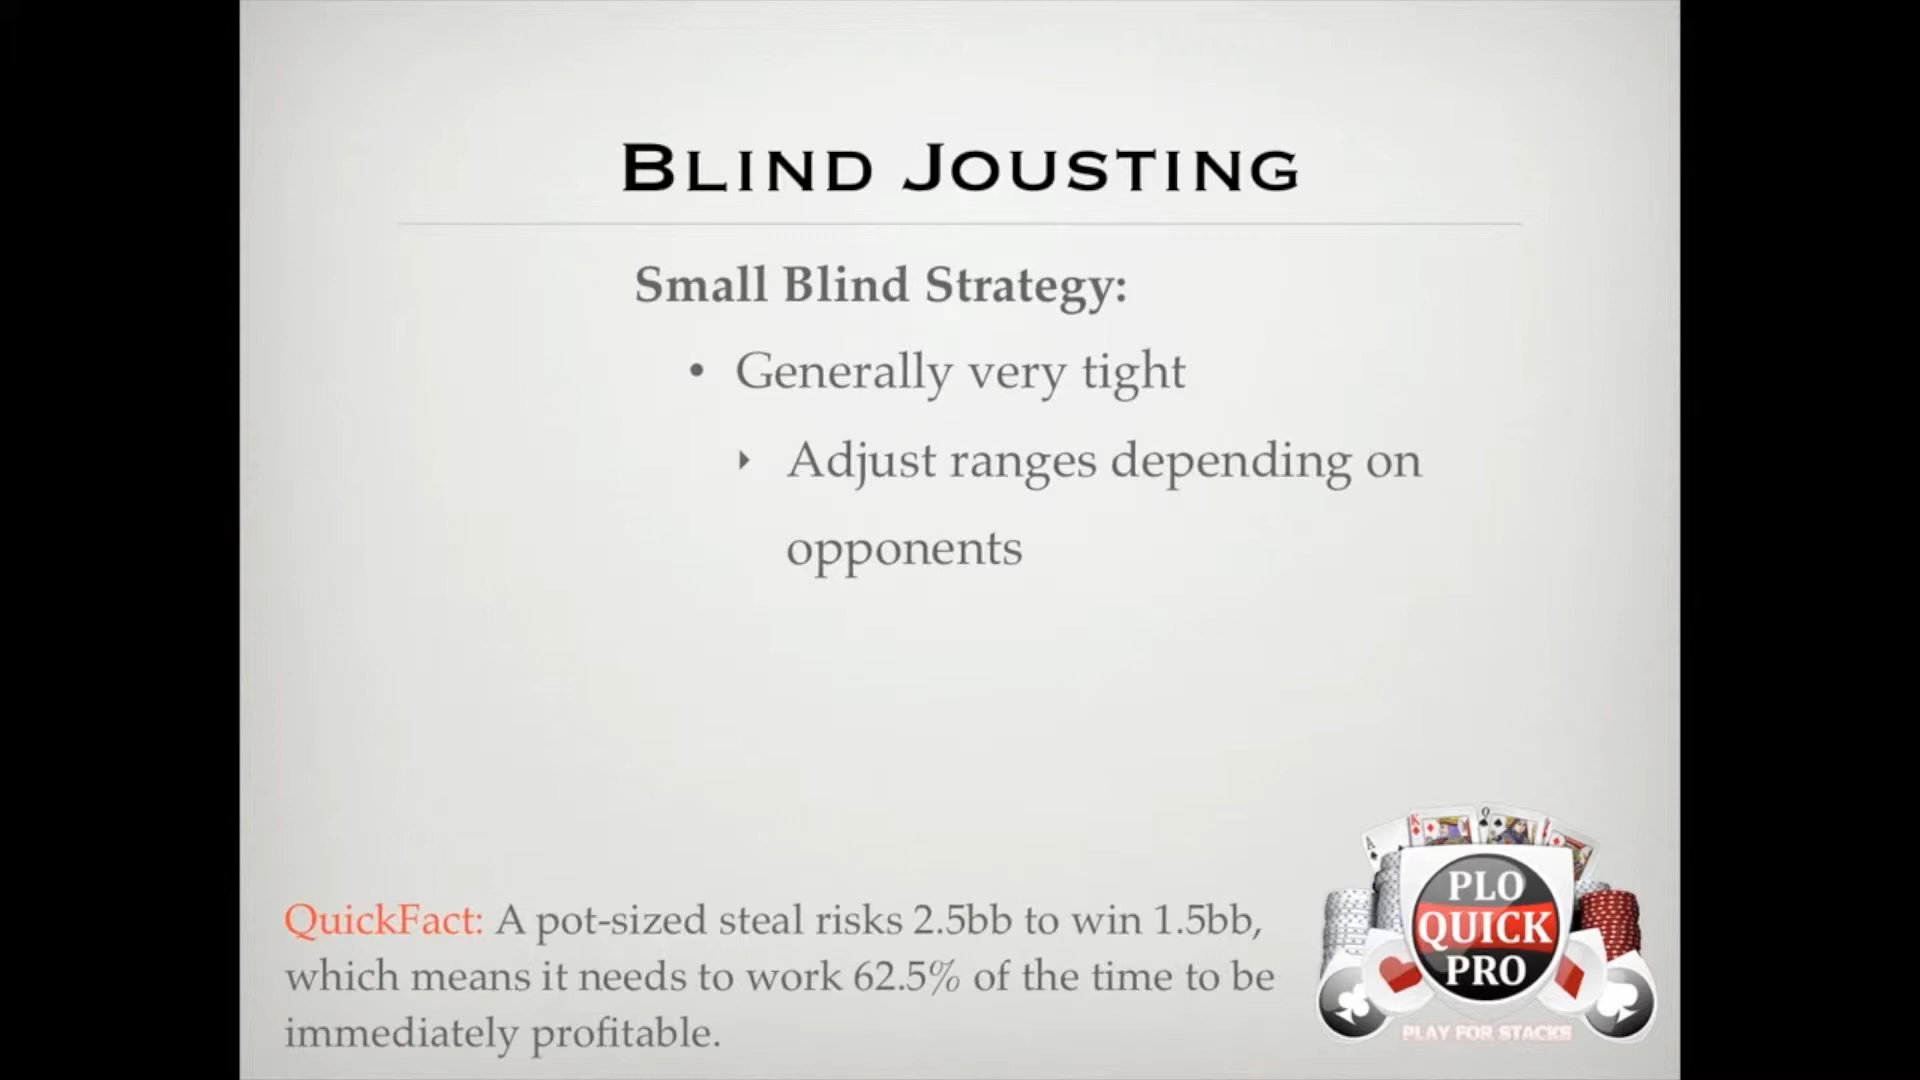 BLIND JOUSTING
Small Blind Strategy:
• Generally very tight
‣ Adjust ranges depending on
opponents
QuickFact: A pot-sized steal risks 2.5bb to win 1.5bb,
which means it needs to work 62.5% of the time to be
immediately profitable.
PLO
QUICK
PRO
PLAY FOR STACKS